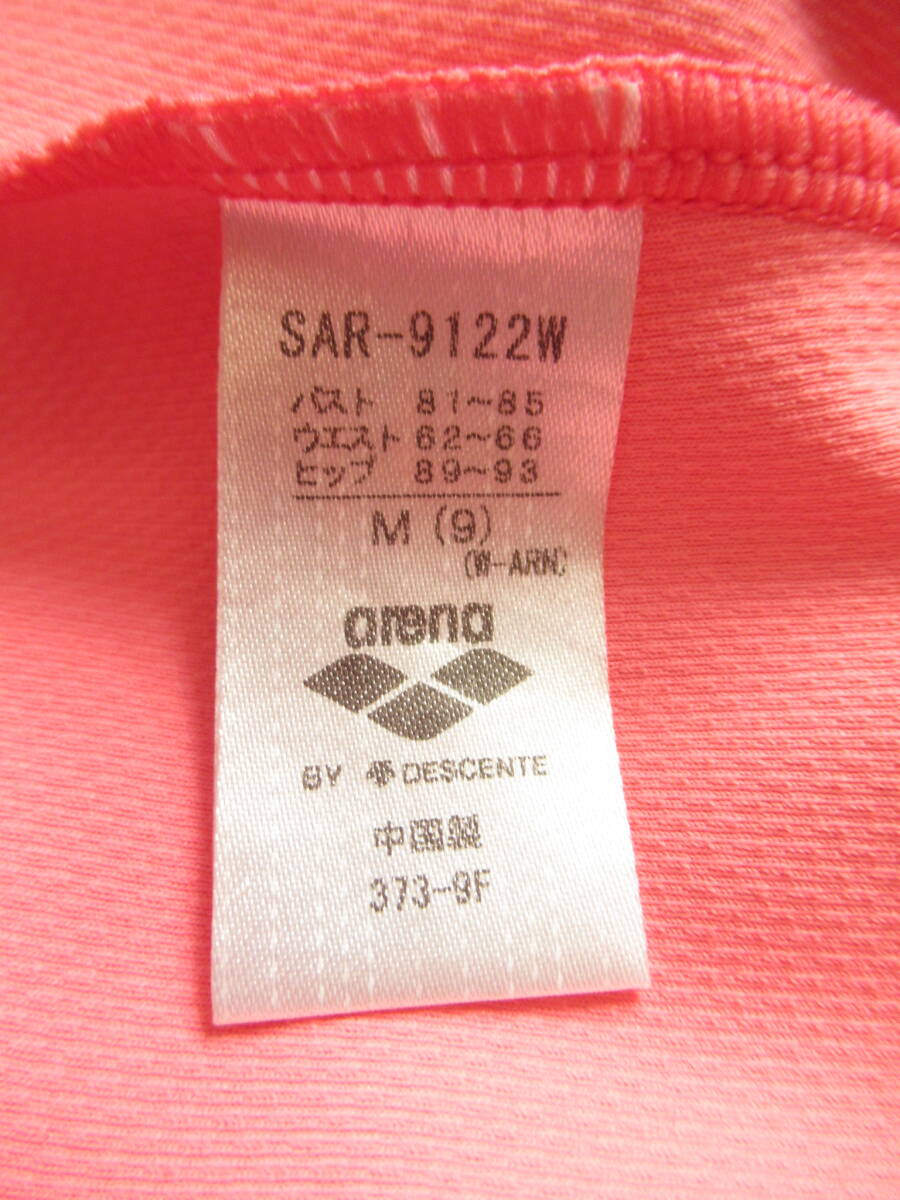 SAR-9122W
バスト 81~85
ウエスト 62~66
ヒップ 89~93
M (9)
(W-ARN)
arena
BY DESCENTE
中国製
373-9F